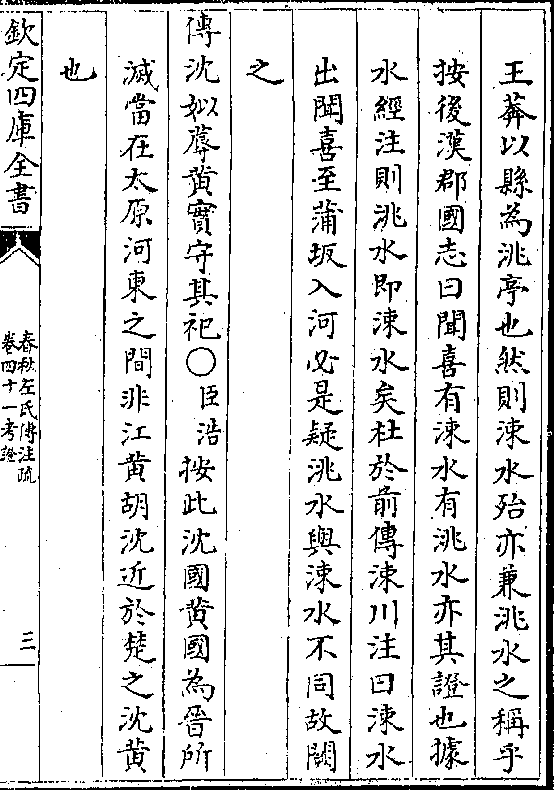 王莽以縣為洮亭也然則涑水殆亦兼洮水之稱乎
按後漢郡國志曰聞喜有涑水有洮水亦其證也據
水經注則洮水即涑水矣杜於前傳涑川注曰涑水
出聞喜至蒲坂入河必是疑洮水與涑水不同故闕
之
傳沈姒蓐黄實守其祀○臣浩按此沈國黄國為晉所
滅當在太原河東之間非江黄胡沈近於楚之沈黄
也
欽定四庫全書
春秋左氏傳注疏
卷四十一考證
三